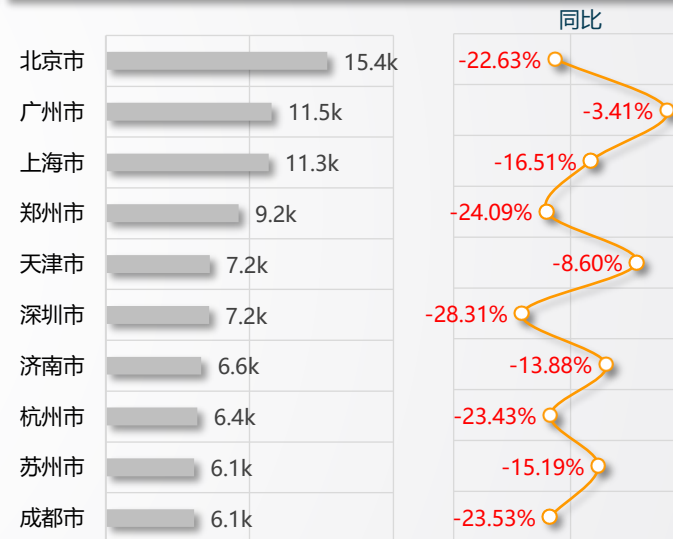 同比
北京市 15.4k -22.63%
广州市 11.5k -3.41%
上海市 11.3k -16.51%
郑州市 9.2k -24.09%
天津市 7.2k -8.60%
深圳市 7.2k -28.31%
济南市 6.6k -13.88%
杭州市 6.4k -23.43%
苏州市 6.1k -15.19%
成都市 6.1k -23.53%